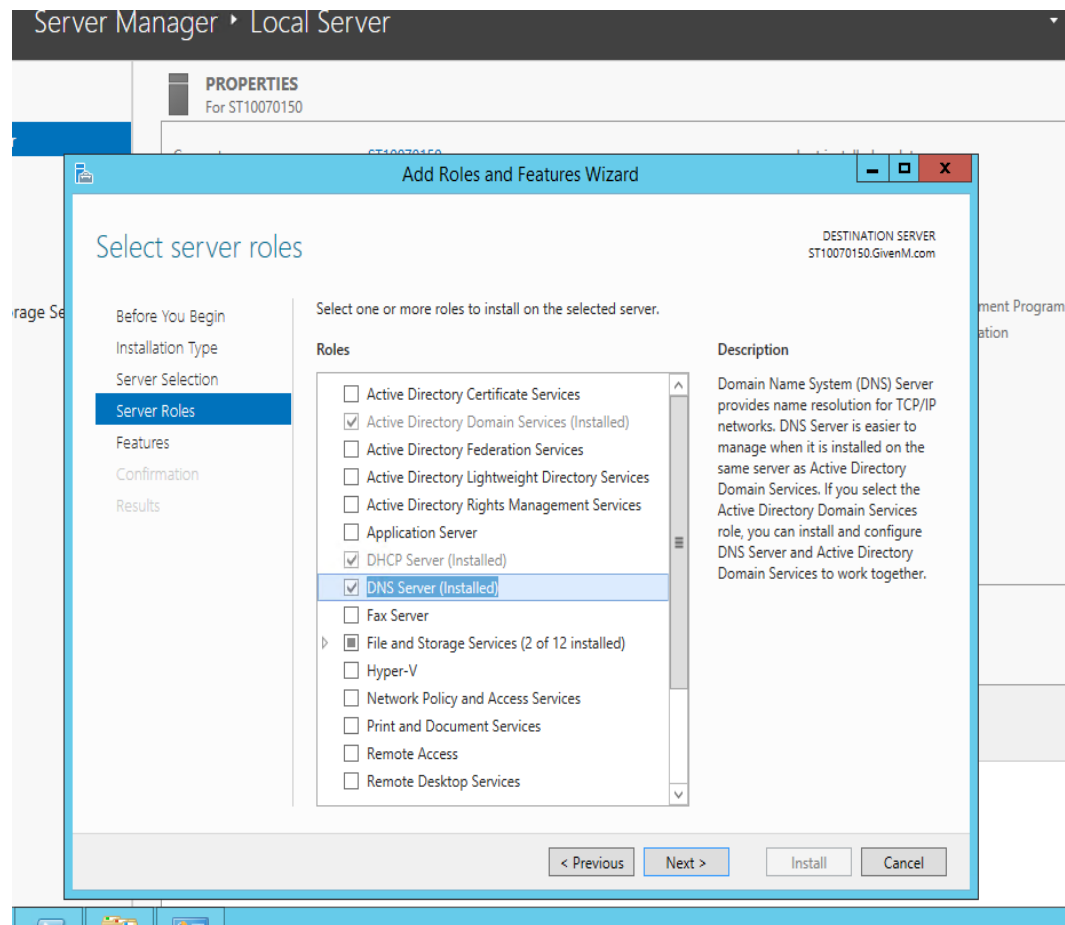 Server Manager ‣ Local Server
PROPERTIES
For ST10070150
ST10070150
Add Roles and Features Wizard
Select server roles
DESTINATION SERVER
ST10070150.GivenM.com
Before You Begin
Installation Type
Server Selection
Server Roles
Features
Confirmation
Results
Select one or more roles to install on the selected server.
Roles
Active Directory Certificate Services
Active Directory Domain Services (Installed)
Active Directory Federation Services
Active Directory Lightweight Directory Services
Active Directory Rights Management Services
Application Server
DHCP Server (Installed)
DNS Server (Installed)
Fax Server
File and Storage Services (2 of 12 installed)
Hyper-V
Network Policy and Access Services
Print and Document Services
Remote Access
Remote Desktop Services
Description
Domain Name System (DNS) Server
provides name resolution for TCP/IP
networks. DNS Server is easier to
manage when it is installed on the
same server as Active Directory
Domain Services. If you select the
Active Directory Domain Services
role, you can install and configure
DNS Server and Active Directory
Domain Services to work together.
rage Se
ment Program
ation
< Previous
Next >
Install
Cancel